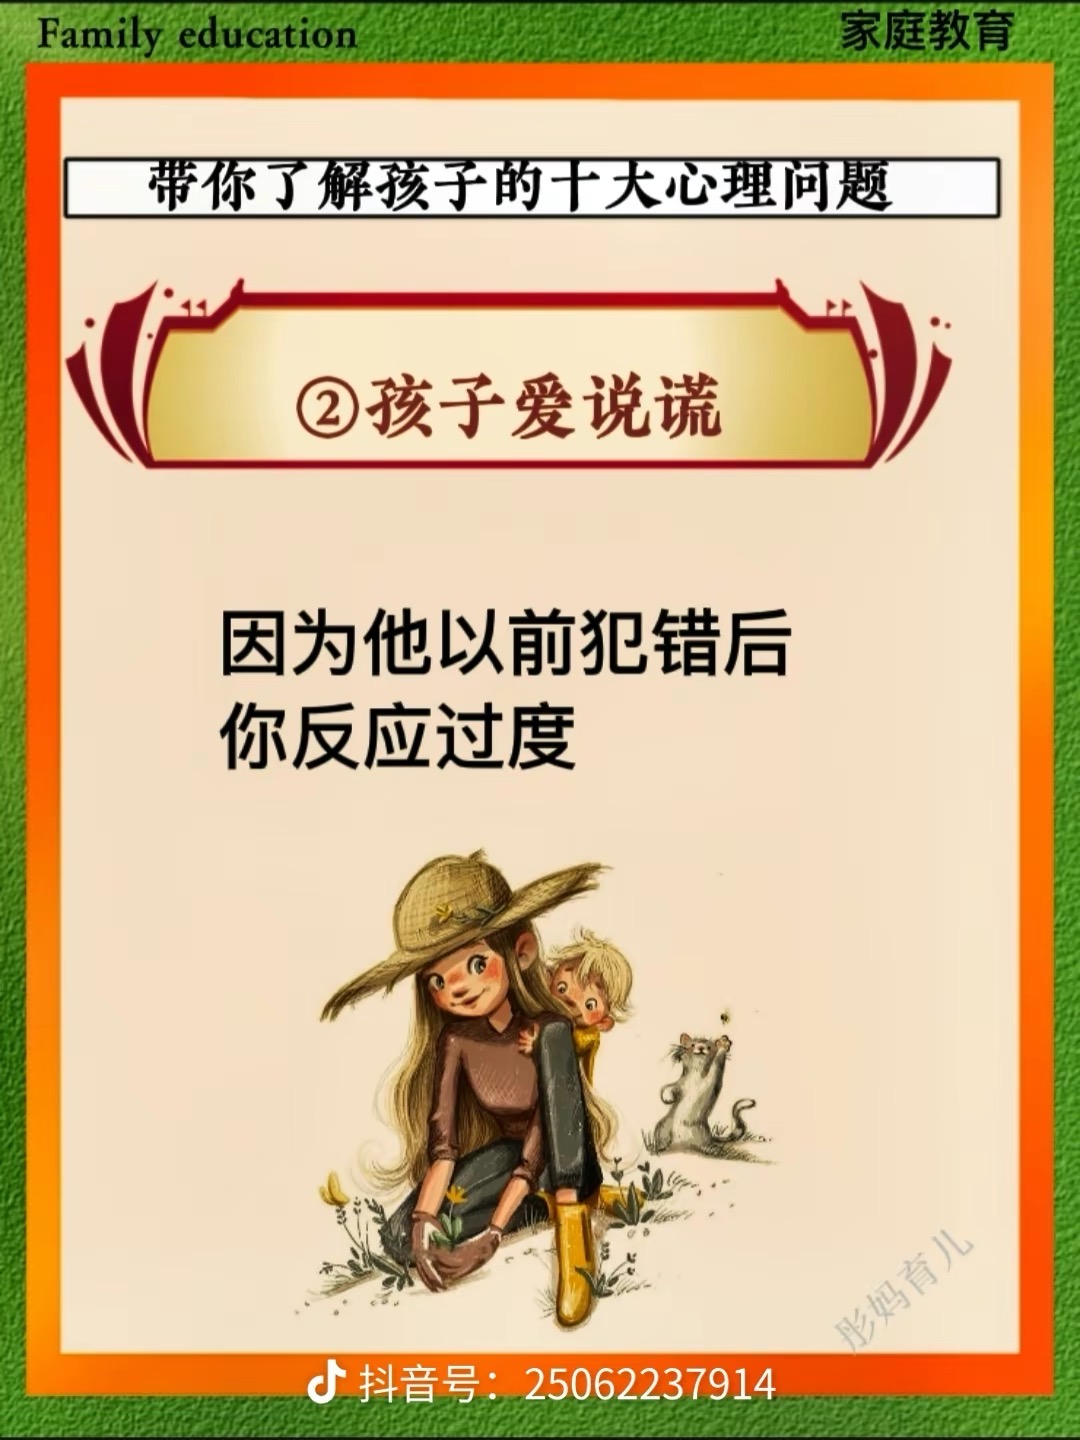 Family education
家庭教育
带你了解孩子的十大心理问题
②孩子爱说谎
因为他以前犯错后
你反应过度
彤妈育儿
抖音号：25062237914